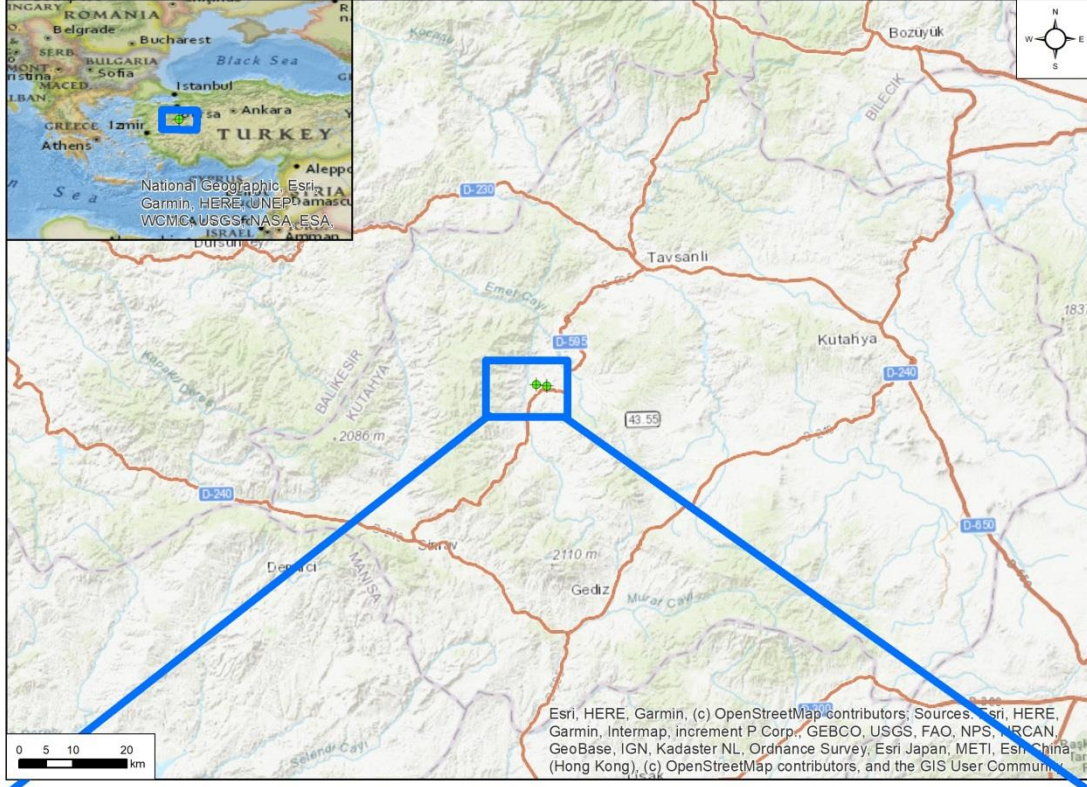 ROMANIA
Belgrade
Bucharest
SERB.
BULGARIA
Sofia
Black Sea
MACED.
Istanbul
Ankara
GREECE
Izmir
TURKEY
Athens
Aleppo
CYPRUS
National Geographic, Esri,
Garmin, HERE, UNEP-
WCMC, USGS, NASA, ESA,
ISRAEL
Amman
N
W
E
S
Bozüyük
BILECIK
D-230
Tavsanli
Emet Cayi
Kutahya
D-595
D-240
BALIKESIR
KUTAHYA
43.55
2086 m
D-240
D-650
Simav
2110 m
Demirci
MANISA
Gediz
Murat Cayi
Selendi Cayi
Esri, HERE, Garmin, (c) OpenStreetMap contributors, Sources: Esri, HERE,
Garmin, Intermap, increment P Corp., GEBCO, USGS, FAO, NPS, NRCAN,
GeoBase, IGN, Kadaster NL, Ordnance Survey, Esri Japan, METI, Esri China
(Hong Kong), (c) OpenStreetMap contributors, and the GIS User Community
0 5 10 20
km